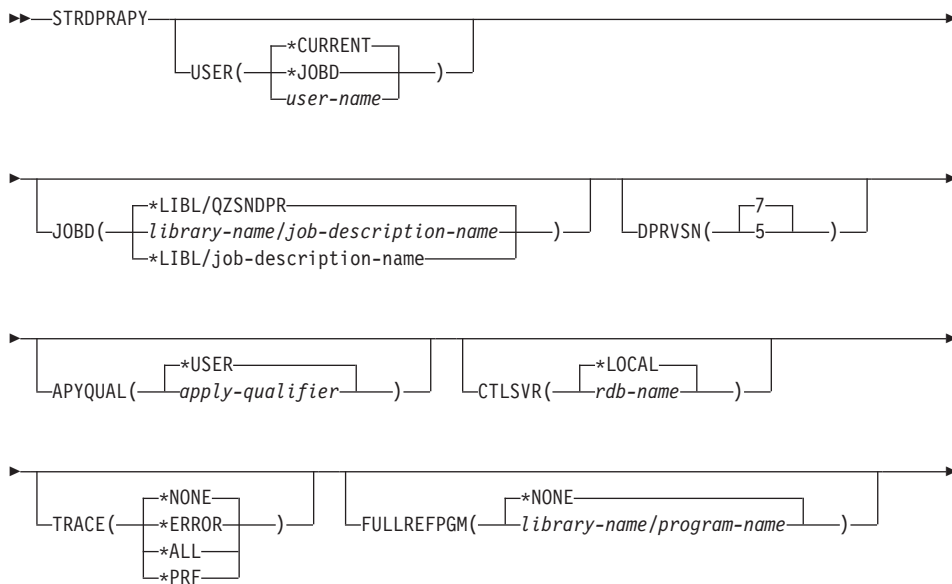 STRDPRAPY
*CURRENT
USER( *JOBD )
user-name
*LIBL/QZSNDPR 7
JOBD( library-name/job-description-name ) DPRVSN( 5 )
*LIBL/job-description-name
*USER *LOCAL
APYQUAL( apply-qualifier ) CTLSVR( rdb-name )
*NONE *NONE
TRACE( *ERROR ) FULLREFPGM( library-name/program-name )
*ALL
*PRF